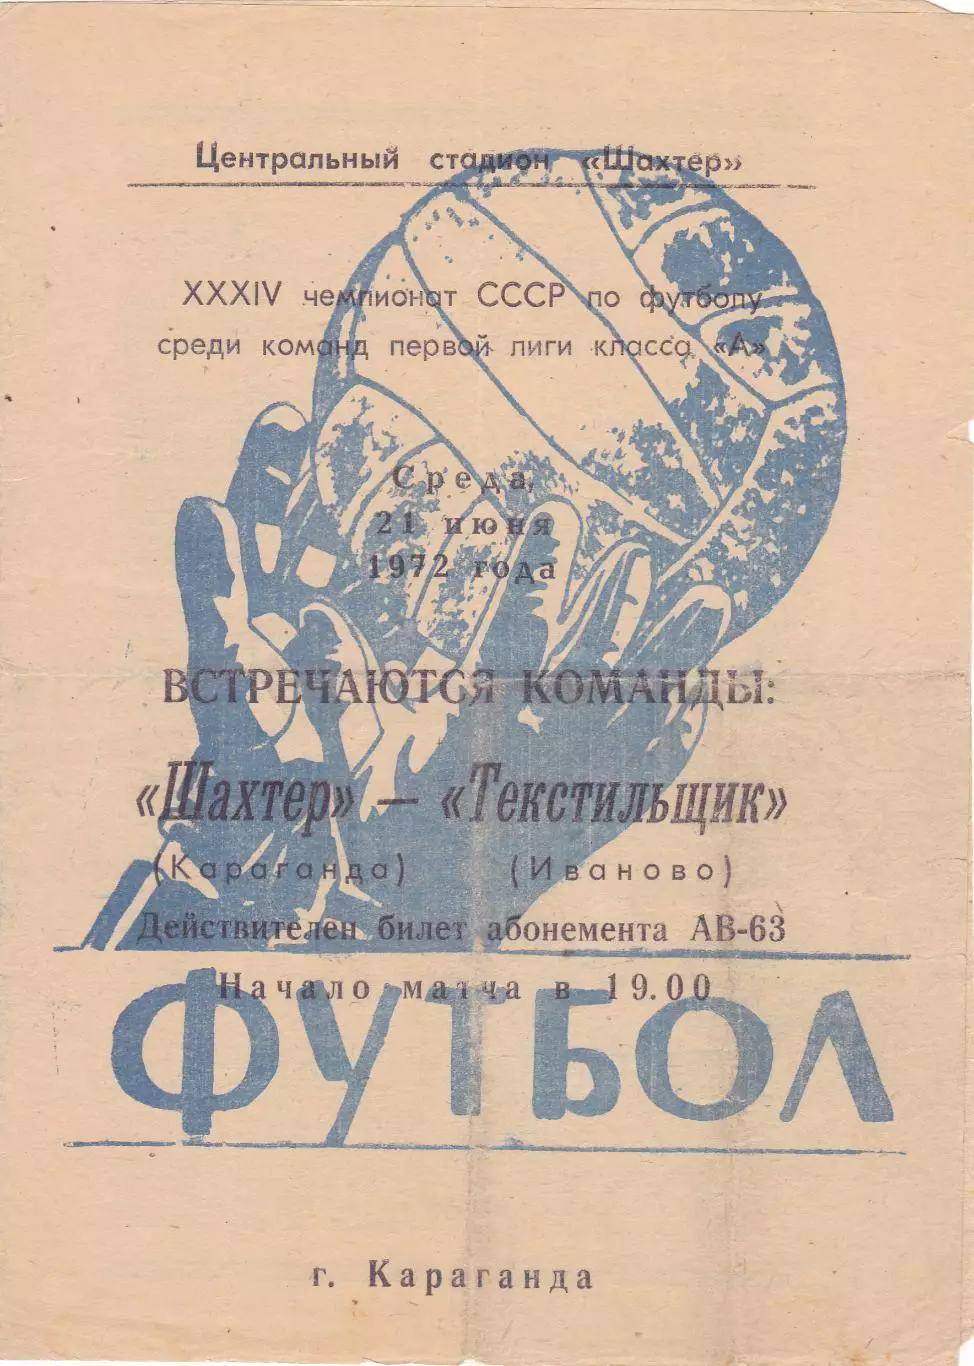 Центральный стадион «Шахтер»
XXXIV чемпионат СССР по футболу
среди команд первой лиги класса «А»
Среда,
21 июня
1972 года
ВСТРЕЧАЮТСЯ КОМАНДЫ:
«Шахтер» — «Текстильщик»
(Караганда) (Иваново)
Действителен билет абонемента АВ-63
Начало матча в 19.00
ФУТБОЛ
г. Караганда